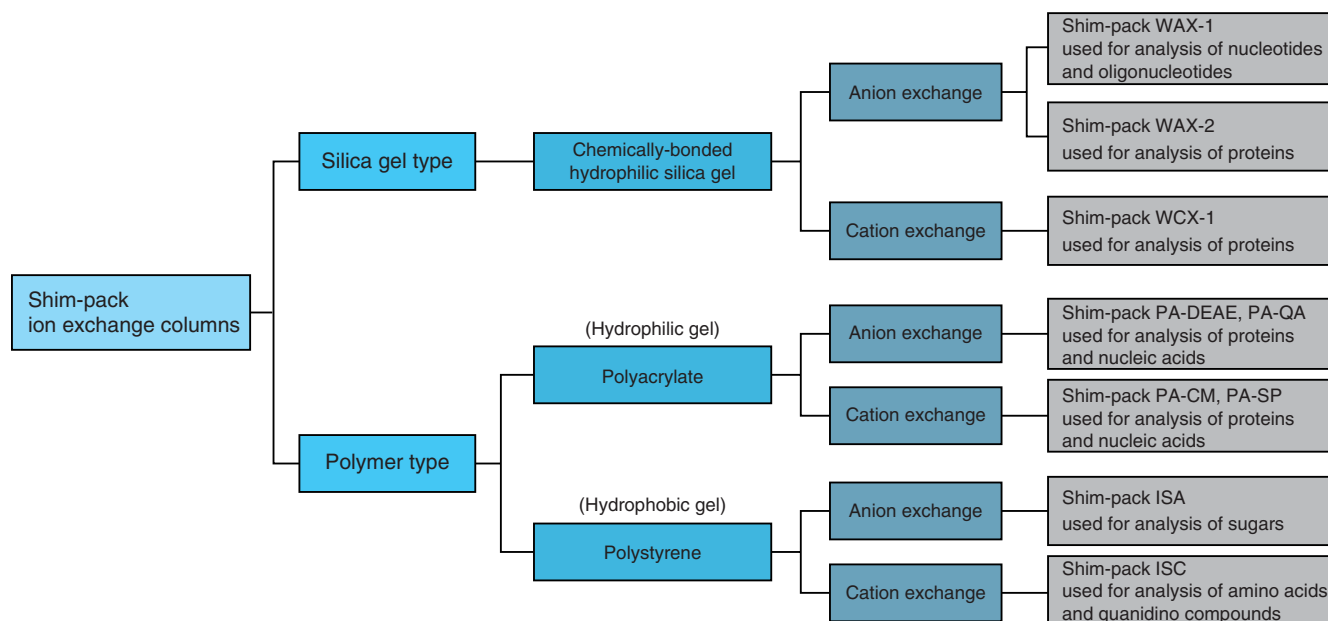 Shim-pack
ion exchange columns
Silica gel type
Chemically-bonded
hydrophilic silica gel
Anion exchange
Shim-pack WAX-1
used for analysis of nucleotides
and oligonucleotides
Shim-pack WAX-2
used for analysis of proteins
Cation exchange
Shim-pack WCX-1
used for analysis of proteins
Polymer type
(Hydrophilic gel)
Polyacrylate
Anion exchange
Shim-pack PA-DEAE, PA-QA
used for analysis of proteins
and nucleic acids
Cation exchange
Shim-pack PA-CM, PA-SP
used for analysis of proteins
and nucleic acids
(Hydrophobic gel)
Polystyrene
Anion exchange
Shim-pack ISA
used for analysis of sugars
Cation exchange
Shim-pack ISC
used for analysis of amino acids
and guanidino compounds